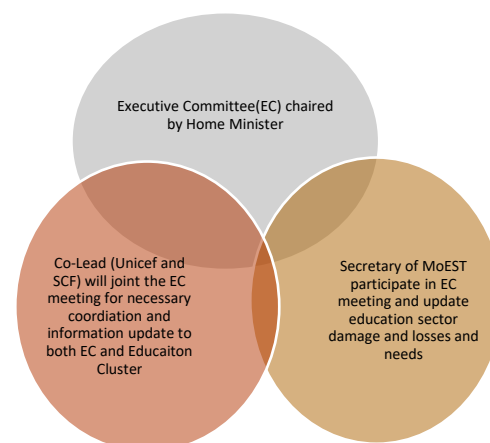 Executive Committee(EC) chaired
by Home Minister
Co-Lead (Unicef and
SCF) will joint the EC
meeting for necessary
coordiation and
information update to
both EC and Educaiton
Cluster
Secretary of MoEST
participate in EC
meeting and update
education sector
damage and losses and
needs